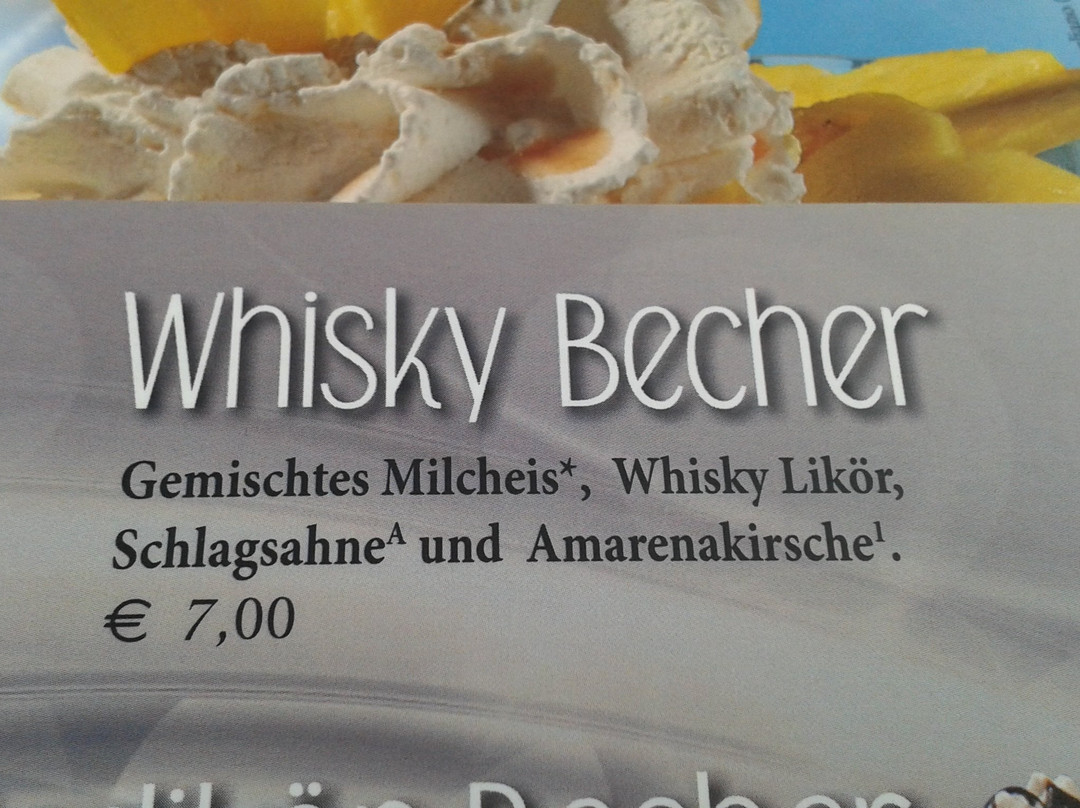 Whisky Becher
Gemischtes Milcheis*, Whisky Likör,
Schlagsahneᴬ und Amarenakirsche¹.
€ 7,00